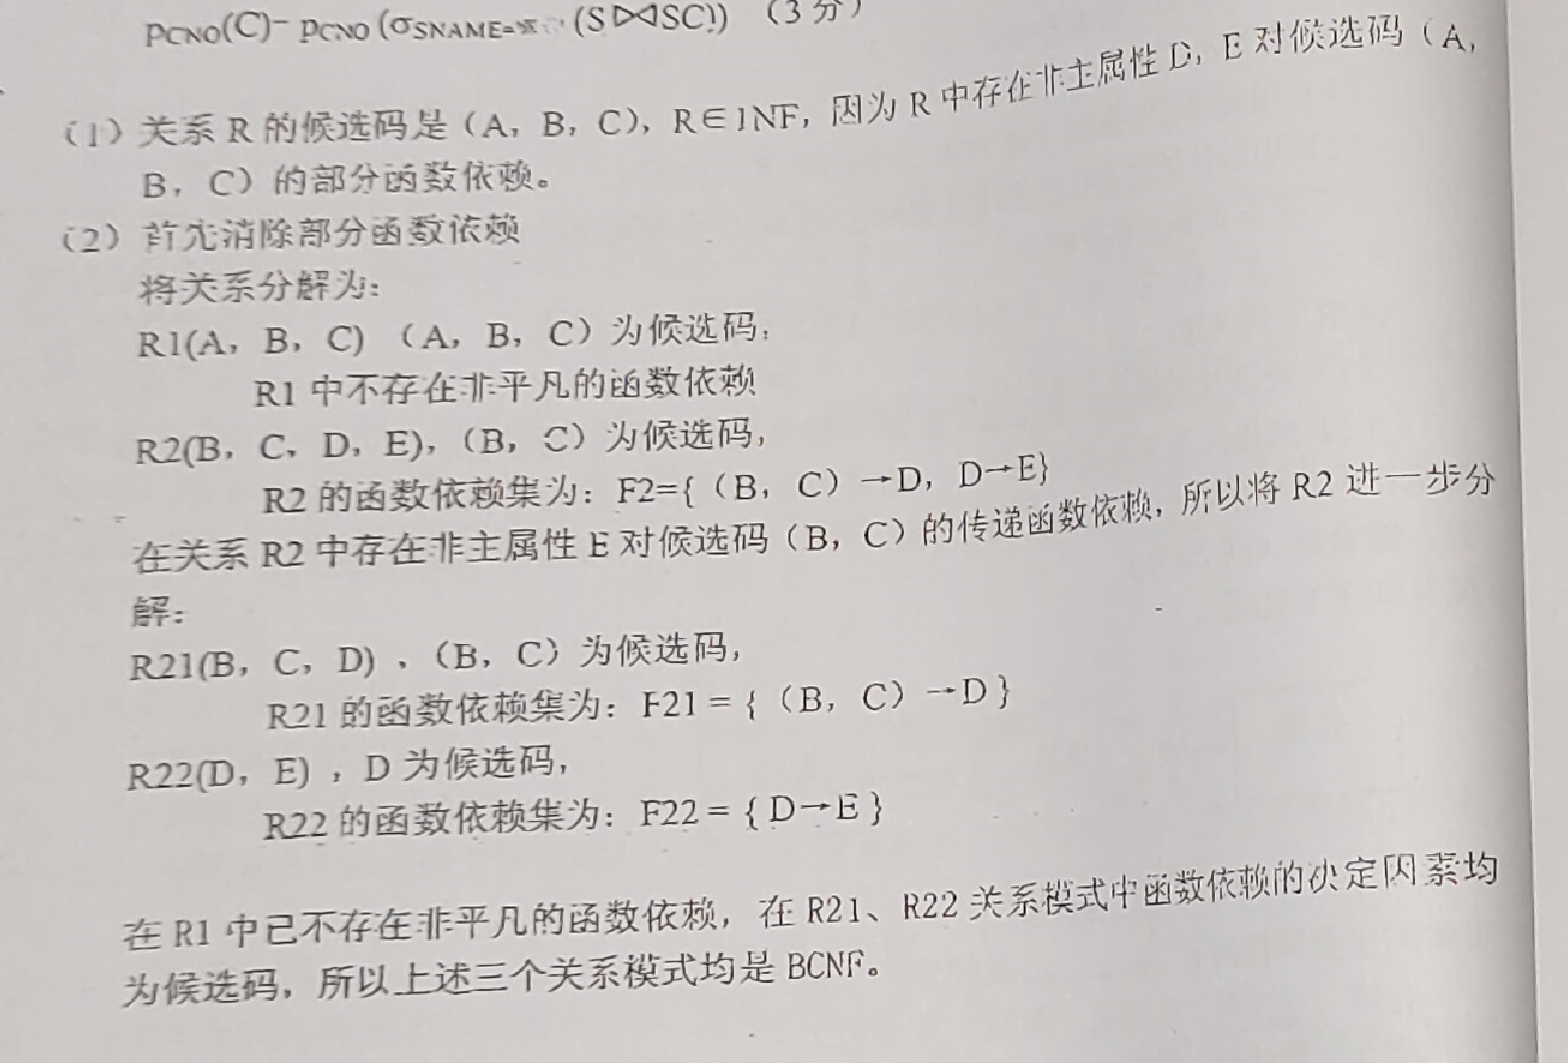 PCNO(C)- PCNO (σSNAME= (S⋈SC)) (3分)
(1) 关系 R 的候选码是（A，B，C），R∈1NF，因为 R 中存在非主属性 D，E 对候选码（A，
B，C）的部分函数依赖。
(2) 首先消除部分函数依赖
将关系分解为：
R1(A，B，C) （A，B，C）为候选码，
R1 中不存在非平凡的函数依赖
R2(B，C，D，E)，（B，C）为候选码，
R2 的函数依赖集为：F2={（B，C）→D，D→E}
在关系 R2 中存在非主属性 E 对候选码（B，C）的传递函数依赖，所以将 R2 进一步分
解：
R21(B，C，D) ，（B，C）为候选码，
R21 的函数依赖集为：F21 = {（B，C）→D }
R22(D，E) ，D 为候选码，
R22 的函数依赖集为：F22 = { D→E }
在 R1 中已不存在非平凡的函数依赖，在 R21、R22 关系模式中函数依赖的决定因素均
为候选码，所以上述三个关系模式均是 BCNF。